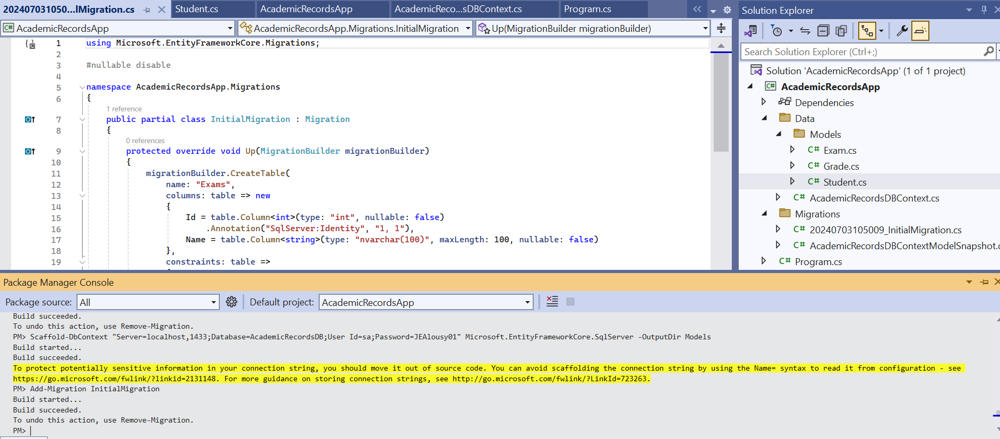 202407031050...lMigration.cs
Student.cs
AcademicRecordsApp
AcademicReco...sDBContext.cs
Program.cs
AcademicRecordsApp
AcademicRecordsApp.Migrations.InitialMigration
Up(MigrationBuilder migrationBuilder)
1 using Microsoft.EntityFrameworkCore.Migrations;
2
3 #nullable disable
4
5 namespace AcademicRecordsApp.Migrations
6 {
1 reference
7 public partial class InitialMigration : Migration
8 {
0 references
9 protected override void Up(MigrationBuilder migrationBuilder)
10 {
11 migrationBuilder.CreateTable(
12 name: "Exams",
13 columns: table => new
14 {
15 Id = table.Column<int>(type: "int", nullable: false)
16 .Annotation("SqlServer:Identity", "1, 1"),
17 Name = table.Column<string>(type: "nvarchar(100)", maxLength: 100, nullable: false)
18 },
19 constraints: table =>
Solution Explorer
Search Solution Explorer (Ctrl+;)
Solution 'AcademicRecordsApp' (1 of 1 project)
C# AcademicRecordsApp
Dependencies
Data
Models
C# Exam.cs
C# Grade.cs
C# Student.cs
C# AcademicRecordsDBContext.cs
Migrations
C# 20240703105009_InitialMigration.cs
C# AcademicRecordsDBContextModelSnapshot.c
C# Program.cs
Package Manager Console
Package source: All
Default project: AcademicRecordsApp
Build succeeded.
To undo this action, use Remove-Migration.
PM> Scaffold-DbContext "Server=localhost,1433;Database=AcademicRecordsDB;User Id=sa;Password=JEAlousy01" Microsoft.EntityFrameworkCore.SqlServer -OutputDir Models
Build started...
Build succeeded.
To protect potentially sensitive information in your connection string, you should move it out of source code. You can avoid scaffolding the connection string by using the Name= syntax to read it from configuration - see
https://go.microsoft.com/fwlink/?linkid=2131148. For more guidance on storing connection strings, see http://go.microsoft.com/fwlink/?LinkId=723263.
PM> Add-Migration InitialMigration
Build started...
Build succeeded.
To undo this action, use Remove-Migration.
PM>